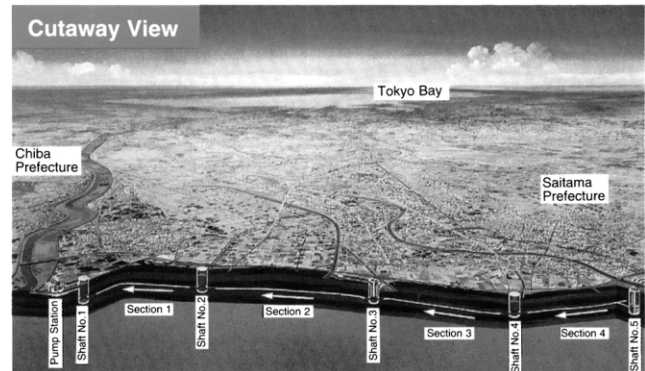 Cutaway View
Tokyo Bay
Chiba
Prefecture
Saitama
Prefecture
Pump Station
Shaft No.1
Section 1
Shaft No.2
Section 2
Shaft No.3
Section 3
Shaft No.4
Section 4
Shaft No.5